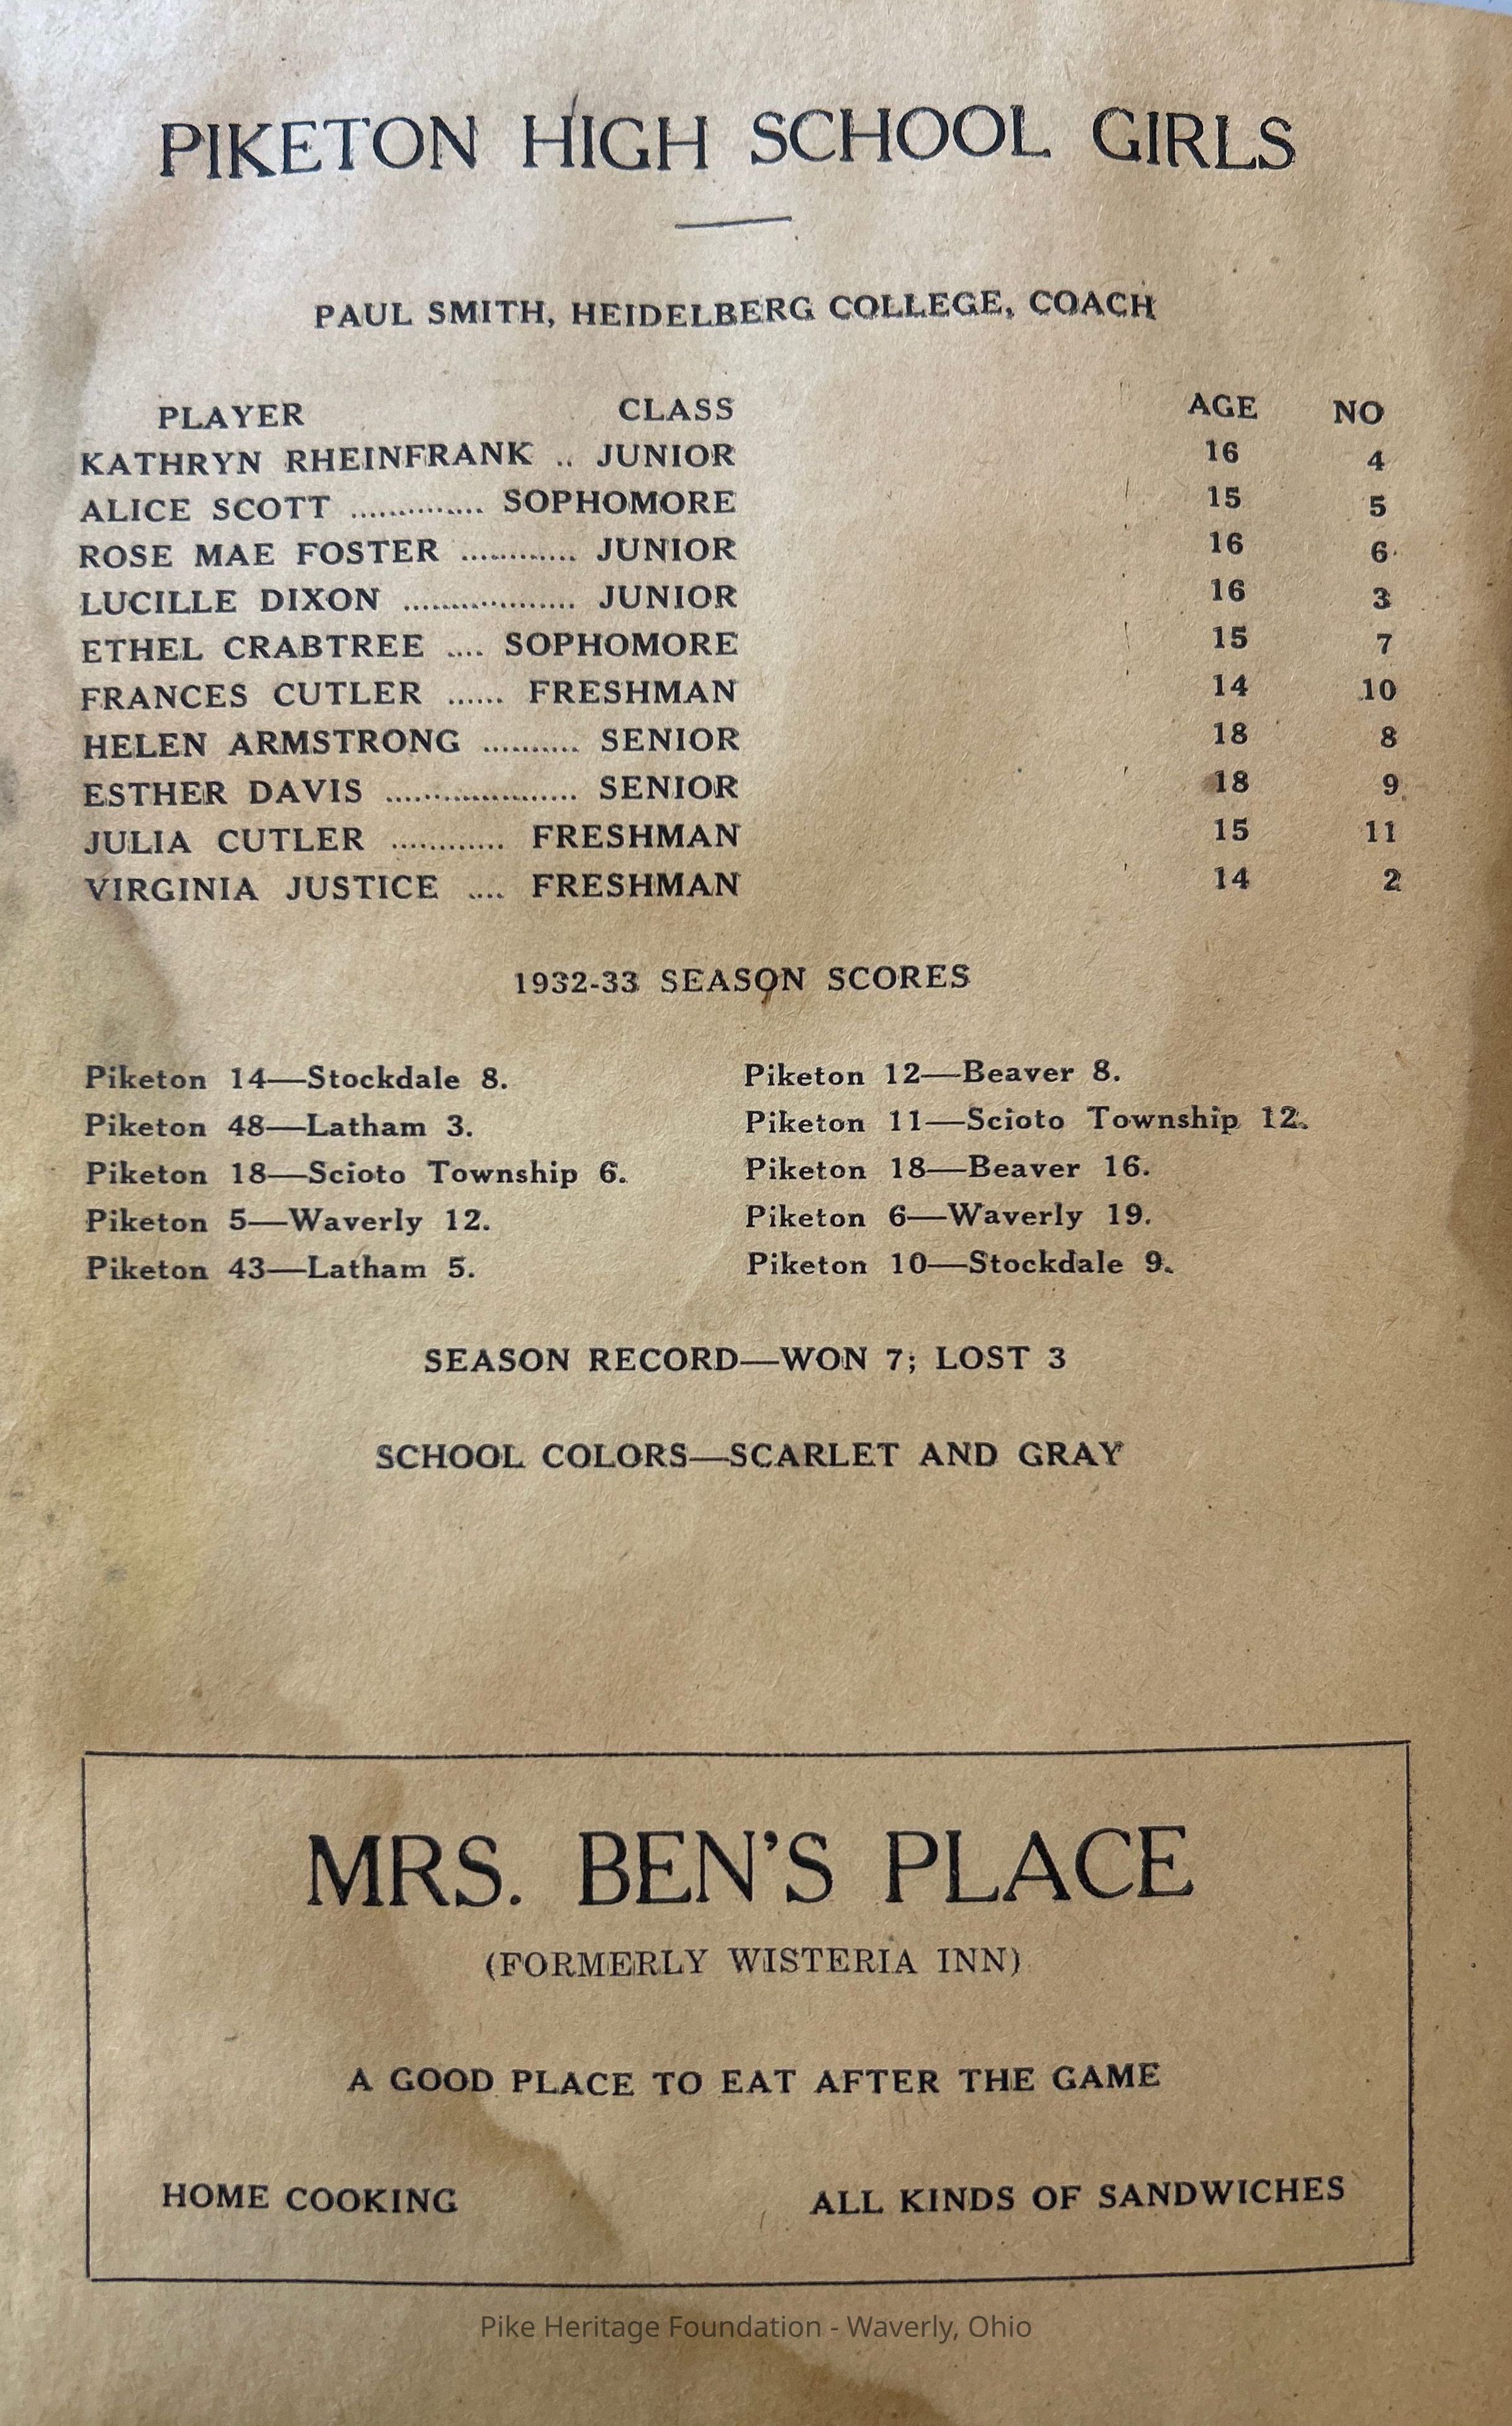 PIKETON HIGH SCHOOL GIRLS
PAUL SMITH, HEIDELBERG COLLEGE, COACH
PLAYER CLASS AGE NO
KATHRYN RHEINFRANK .. JUNIOR 16 4
ALICE SCOTT .............. SOPHOMORE 15 5
ROSE MAE FOSTER ............ JUNIOR 16 6
LUCILLE DIXON .................. JUNIOR 16 3
ETHEL CRABTREE .... SOPHOMORE 15 7
FRANCES CUTLER ...... FRESHMAN 14 10
HELEN ARMSTRONG .......... SENIOR 18 8
ESTHER DAVIS .................... SENIOR 18 9
JULIA CUTLER ............ FRESHMAN 15 11
VIRGINIA JUSTICE .... FRESHMAN 14 2
1932-33 SEASON SCORES
Piketon 14—Stockdale 8.
Piketon 48—Latham 3.
Piketon 18—Scioto Township 6.
Piketon 5—Waverly 12.
Piketon 43—Latham 5.
Piketon 12—Beaver 8.
Piketon 11—Scioto Township 12.
Piketon 18—Beaver 16.
Piketon 6—Waverly 19.
Piketon 10—Stockdale 9.
SEASON RECORD—WON 7; LOST 3
SCHOOL COLORS—SCARLET AND GRAY
MRS. BEN'S PLACE
(FORMERLY WISTERIA INN)
A GOOD PLACE TO EAT AFTER THE GAME
HOME COOKING ALL KINDS OF SANDWICHES
Pike Heritage Foundation - Waverly, Ohio